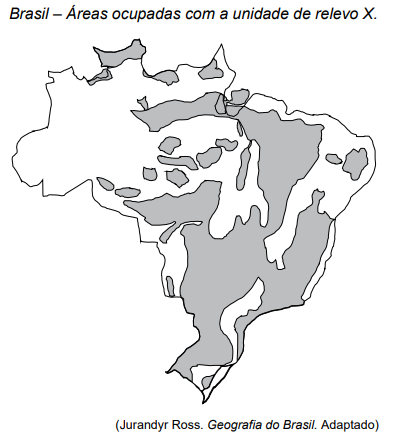 Brasil – Áreas ocupadas com a unidade de relevo X.
(Jurandyr Ross. Geografia do Brasil. Adaptado)